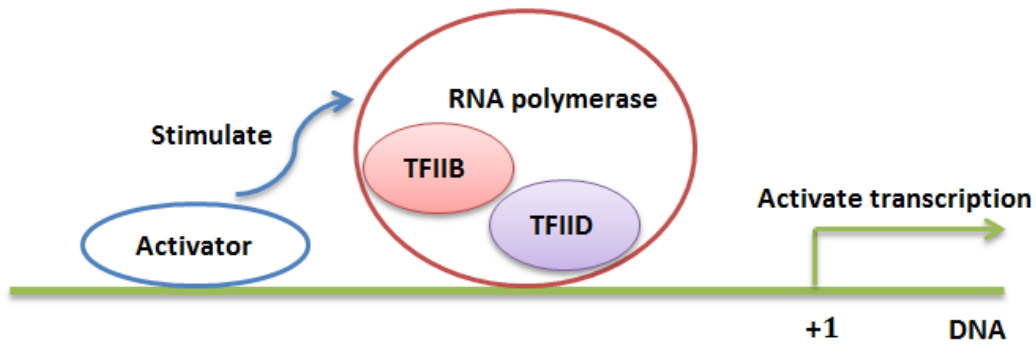 RNA polymerase
Stimulate
TFIIB
Activate transcription
TFIID
Activator
+1
DNA